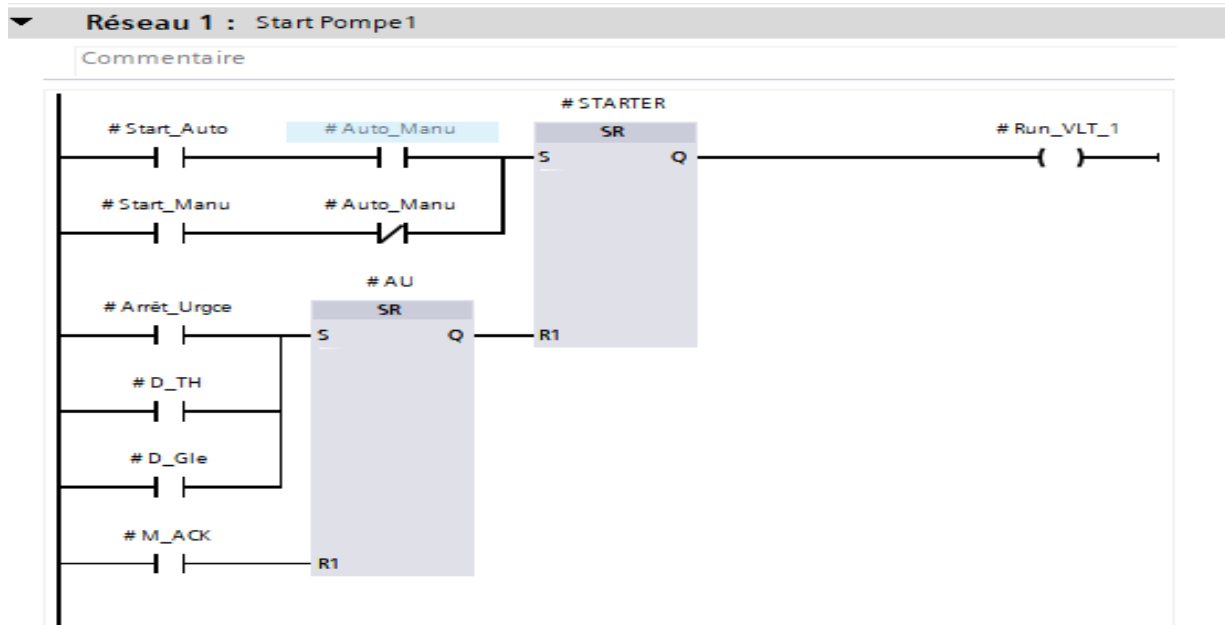 Réseau 1 : Start Pompe1
Commentaire
#STARTER
#Start_Auto #Auto_Manu SR #Run_VLT_1
S Q
#Start_Manu #Auto_Manu
#AU
#Arrêt_Urgce SR
S Q R1
#D_TH
#D_Gle
#M_ACK
R1